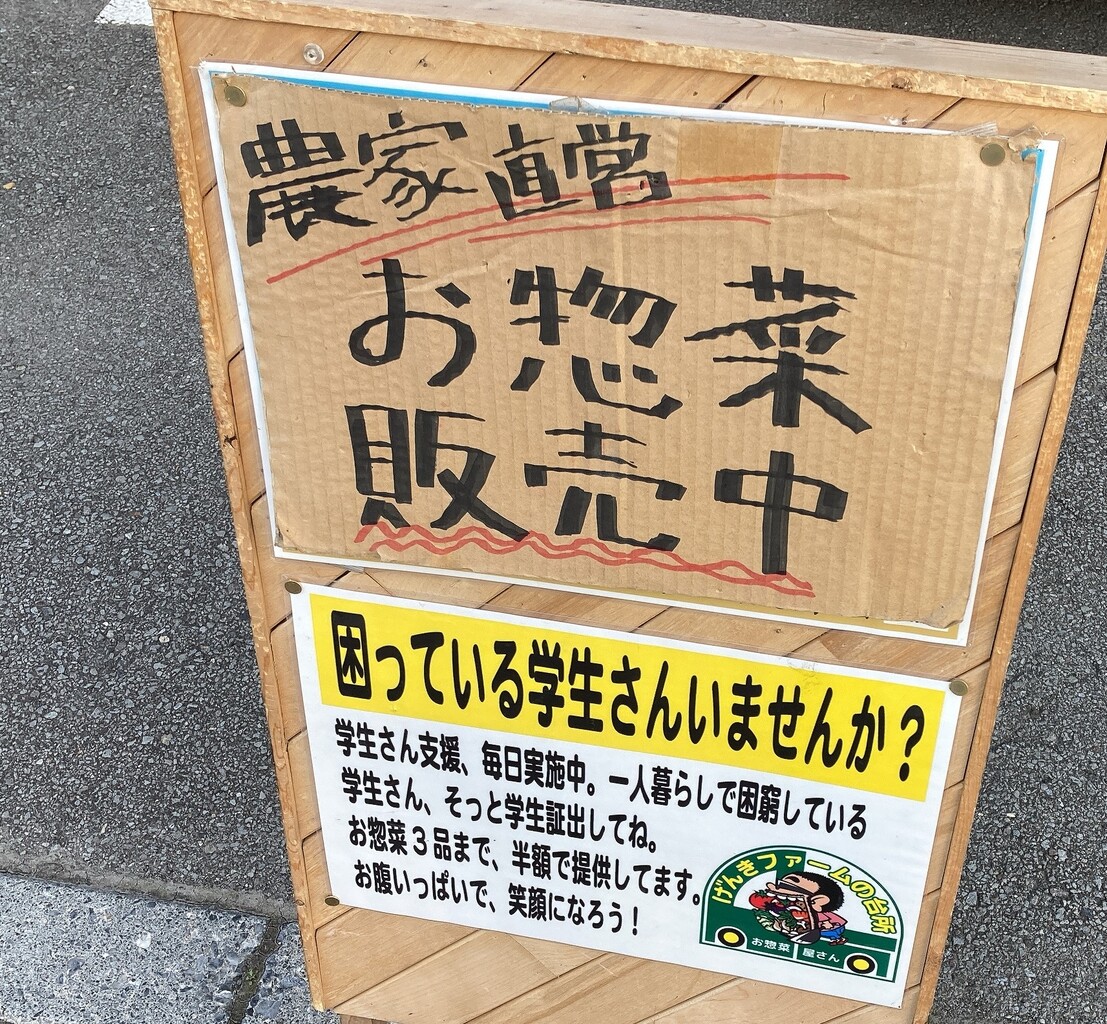 農家直営
お惣菜
販売中
困っている学生さんいませんか？
学生さん支援、毎日実施中。一人暮らしで困窮している
学生さん、そっと学生証出してね。
お惣菜3品まで、半額で提供してます。
お腹いっぱいで、笑顔になろう！
げんきファームの台所
お惣菜 屋さん